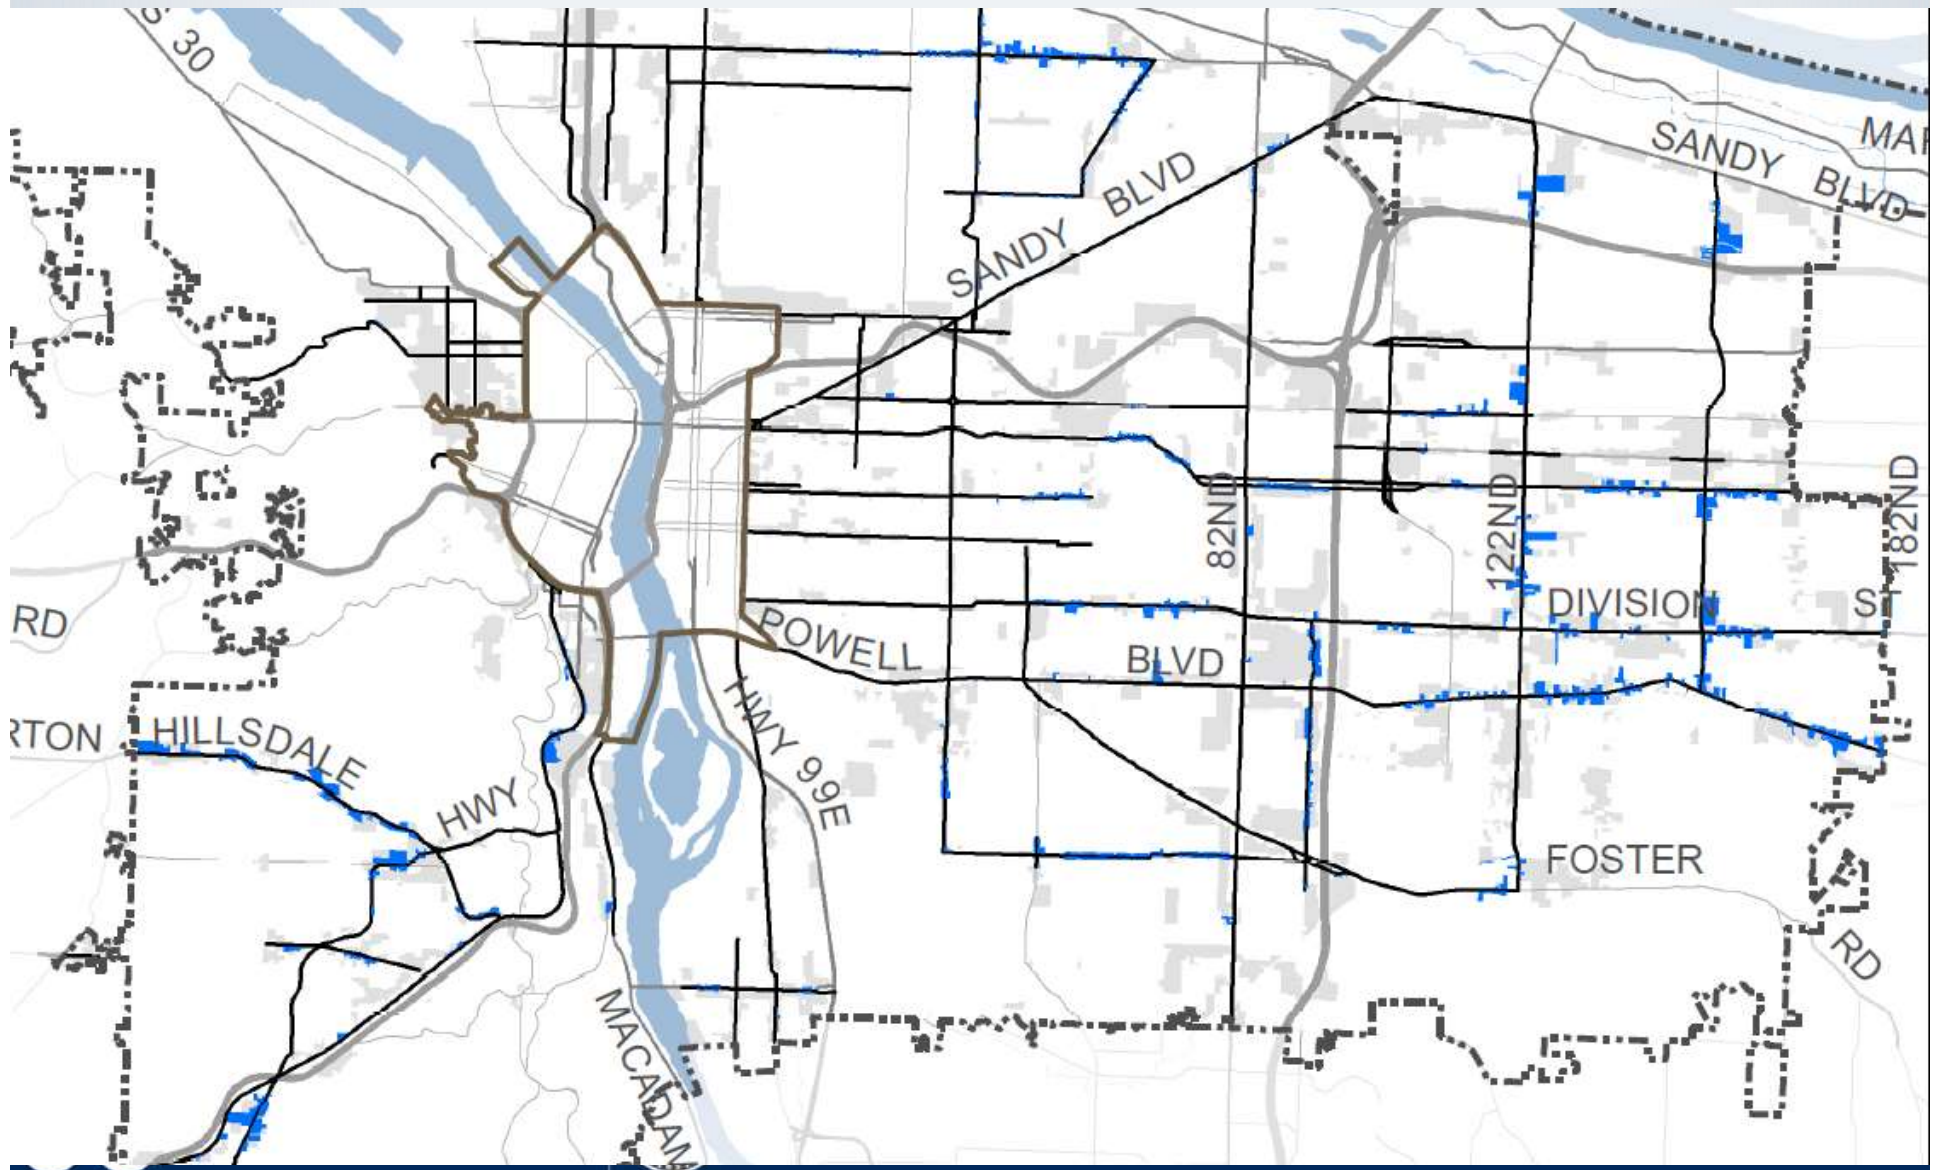 30
MAR
SANDY BLVD
SANDY BLVD
182ND
82ND
122ND
DIVISION ST
RD
POWELL BLVD
RTON
HILLSDALE HWY
HWY 99E
FOSTER RD
MACADAM